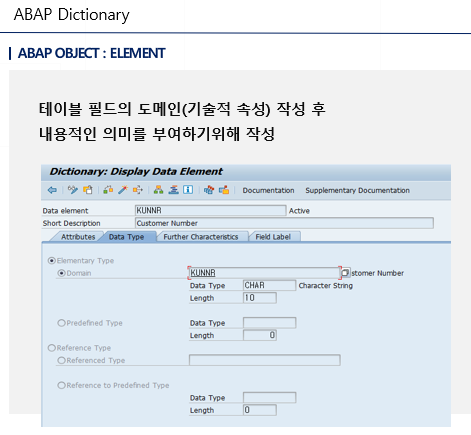 ABAP Dictionary
ABAP OBJECT : ELEMENT
테이블 필드의 도메인(기술적 속성) 작성 후
내용적인 의미를 부여하기위해 작성
Dictionary: Display Data Element
Documentation Supplementary Documentation
Data element KUNNR Active
Short Description Customer Number
Attributes Data Type Further Characteristics Field Label
Elementary Type
Domain KUNNR stomer Number
Data Type CHAR Character String
Length 10
Predefined Type Data Type
Length 0
Reference Type
Referenced Type
Reference to Predefined Type
Data Type
Length 0